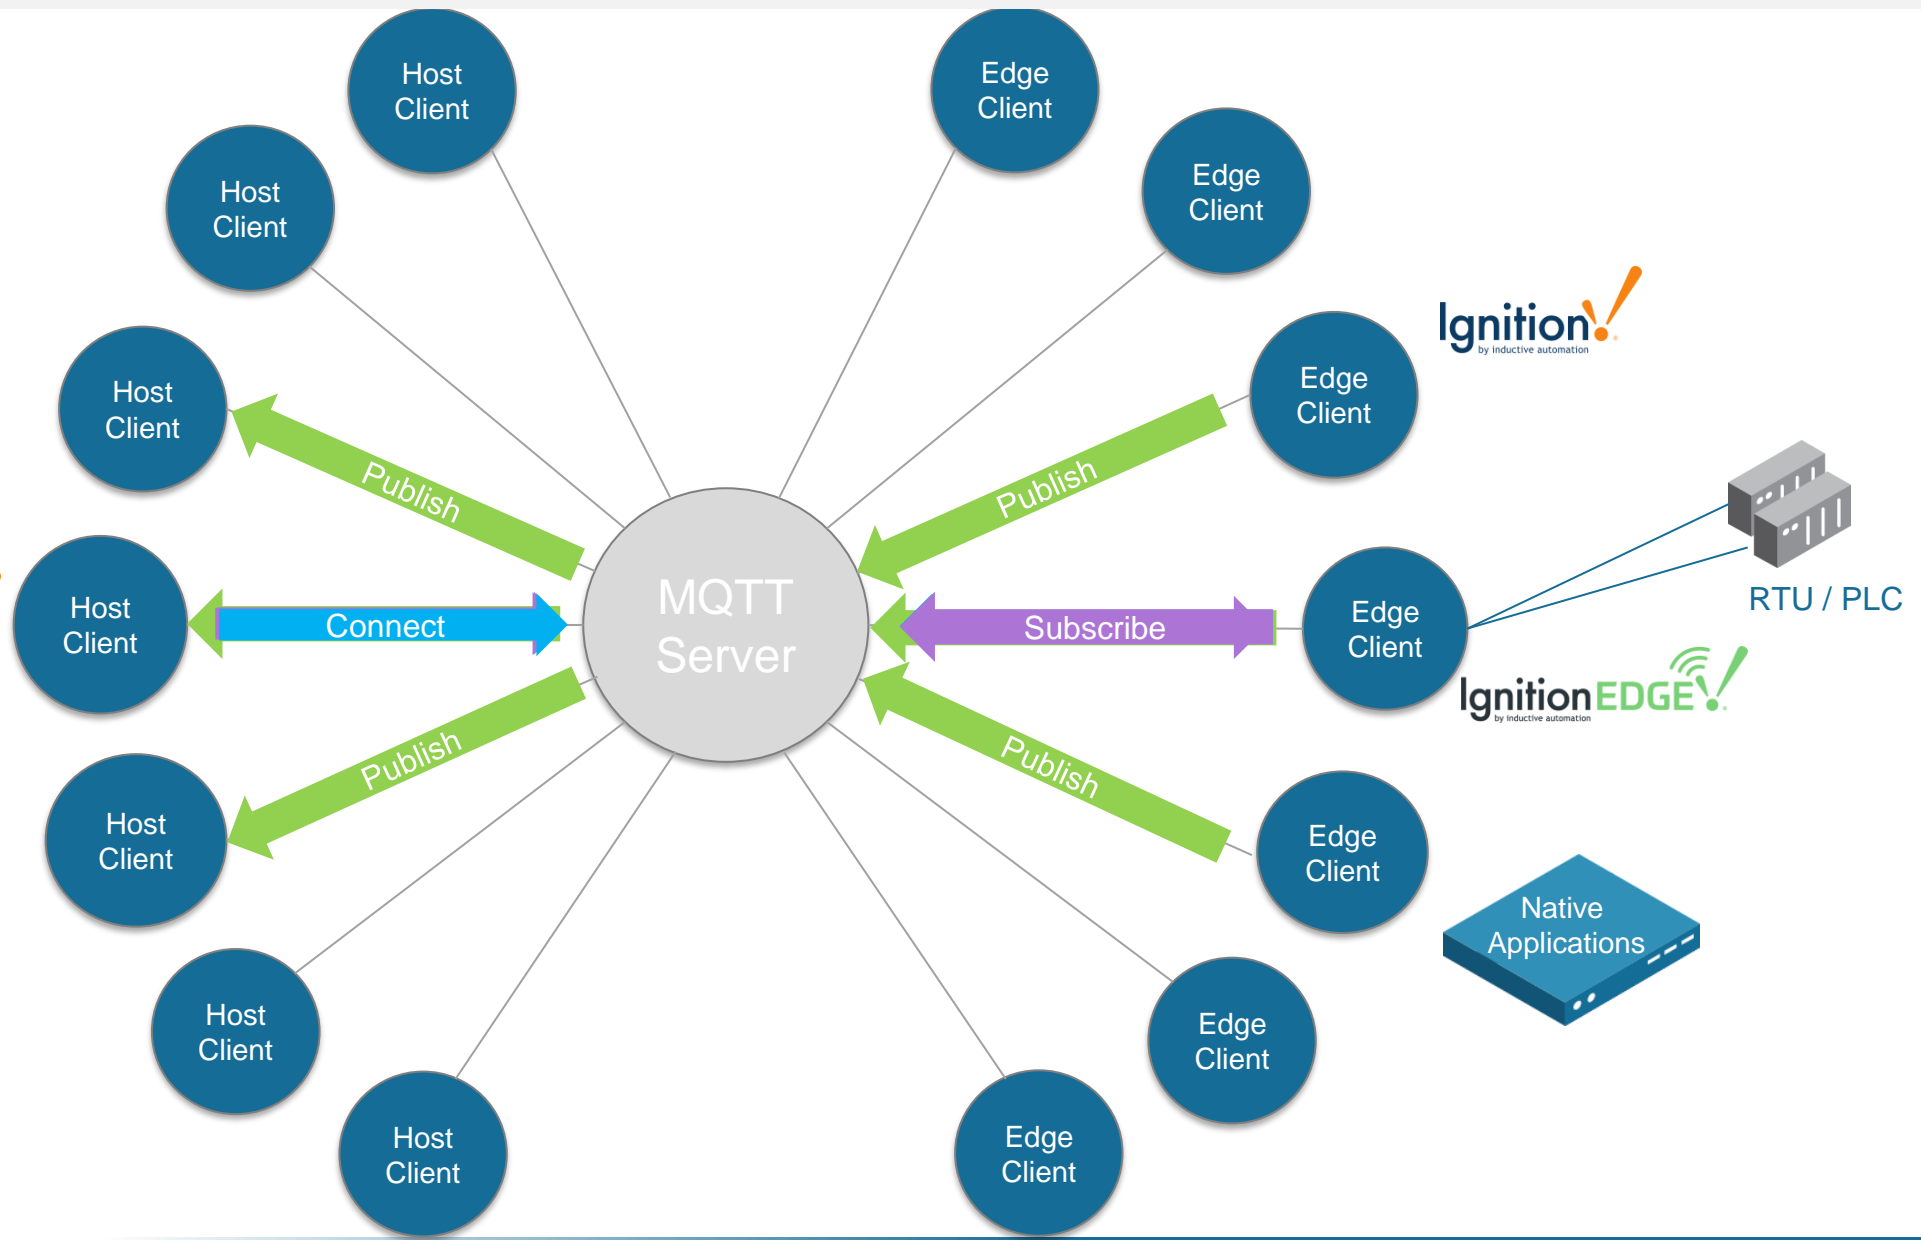 Host
Client
Edge
Client
Host
Client
Edge
Client
Ignition!
by inductive automation
Host
Client
Edge
Client
Publish
Publish
RTU / PLC
Host
Client
Connect
MQTT
Server
Subscribe
Edge
Client
Ignition EDGE!
by inductive automation
Publish
Publish
Host
Client
Edge
Client
Native
Applications
Host
Client
Edge
Client
Host
Client
Edge
Client